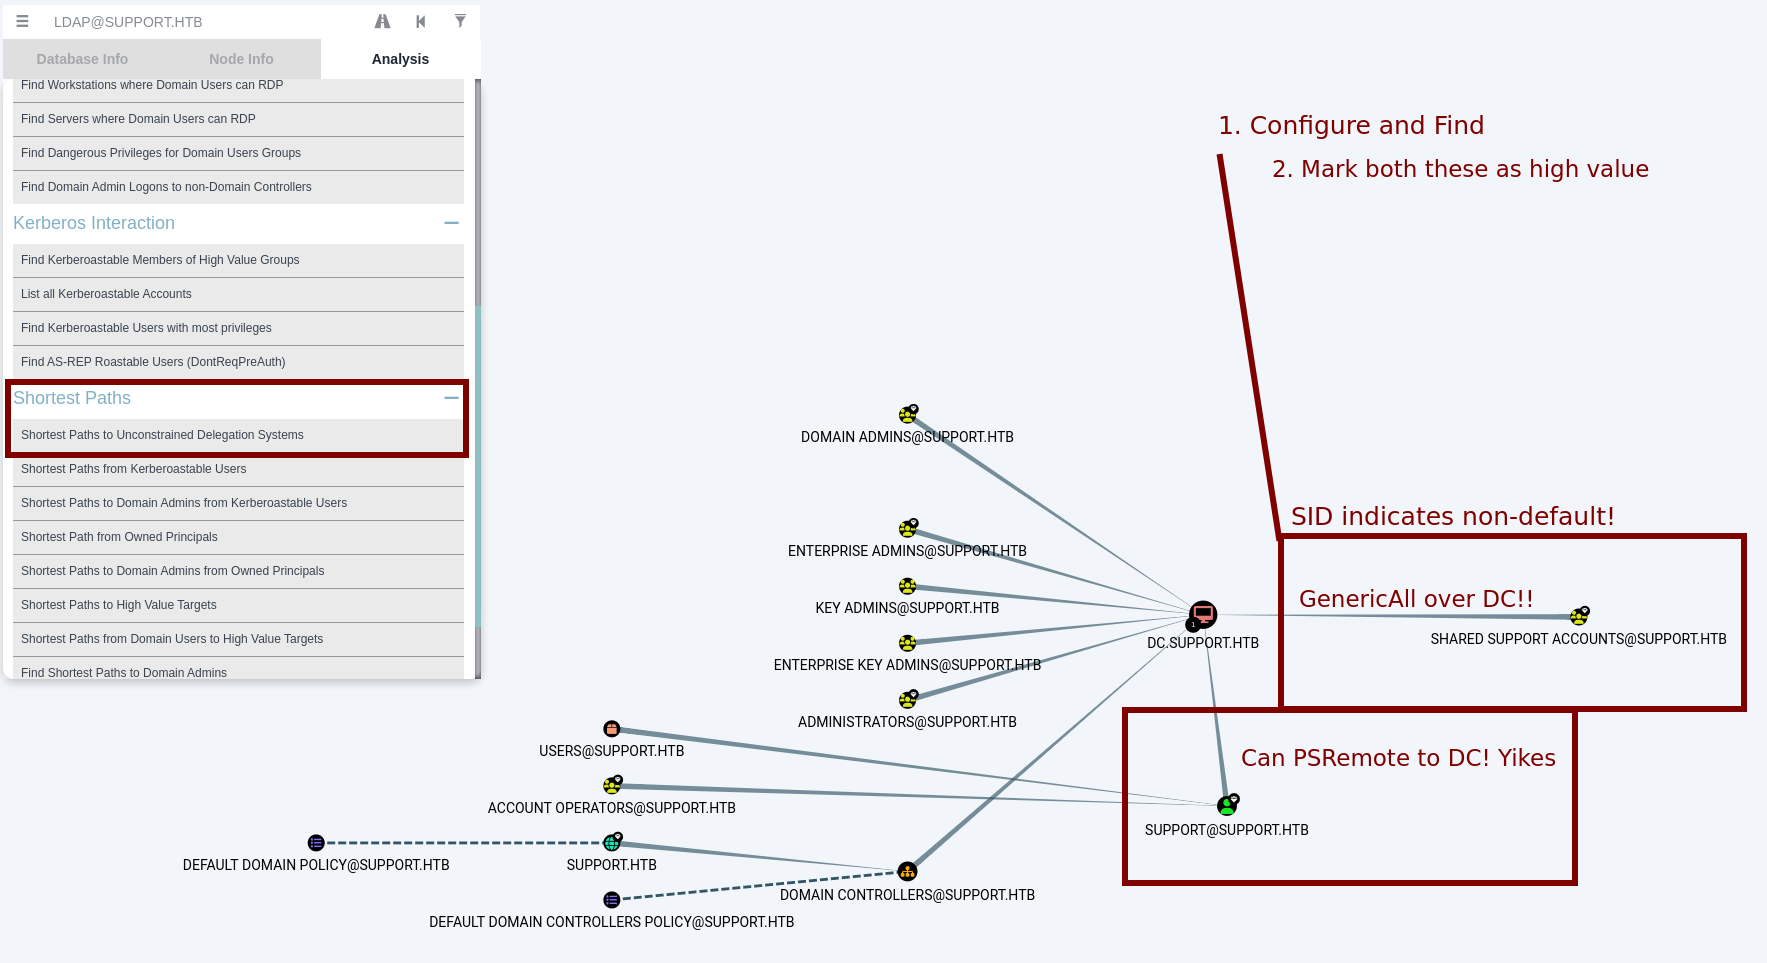 LDAP@SUPPORT.HTB
Database Info
Node Info
Analysis
Find Workstations where Domain Users can RDP
Find Servers where Domain Users can RDP
Find Dangerous Privileges for Domain Users Groups
Find Domain Admin Logons to non-Domain Controllers
Kerberos Interaction
Find Kerberoastable Members of High Value Groups
List all Kerberoastable Accounts
Find Kerberoastable Users with most privileges
Find AS-REP Roastable Users (DontReqPreAuth)
Shortest Paths
Shortest Paths to Unconstrained Delegation Systems
Shortest Paths from Kerberoastable Users
Shortest Paths to Domain Admins from Kerberoastable Users
Shortest Path from Owned Principals
Shortest Paths to Domain Admins from Owned Principals
Shortest Paths to High Value Targets
Shortest Paths from Domain Users to High Value Targets
Find Shortest Paths to Domain Admins
1. Configure and Find
2. Mark both these as high value
DOMAIN ADMINS@SUPPORT.HTB
SID indicates non-default!
ENTERPRISE ADMINS@SUPPORT.HTB
GenericAll over DC!!
KEY ADMINS@SUPPORT.HTB
1
DC.SUPPORT.HTB
SHARED SUPPORT ACCOUNTS@SUPPORT.HTB
ENTERPRISE KEY ADMINS@SUPPORT.HTB
ADMINISTRATORS@SUPPORT.HTB
USERS@SUPPORT.HTB
Can PSRemote to DC! Yikes
ACCOUNT OPERATORS@SUPPORT.HTB
SUPPORT@SUPPORT.HTB
DEFAULT DOMAIN POLICY@SUPPORT.HTB
SUPPORT.HTB
DOMAIN CONTROLLERS@SUPPORT.HTB
DEFAULT DOMAIN CONTROLLERS POLICY@SUPPORT.HTB